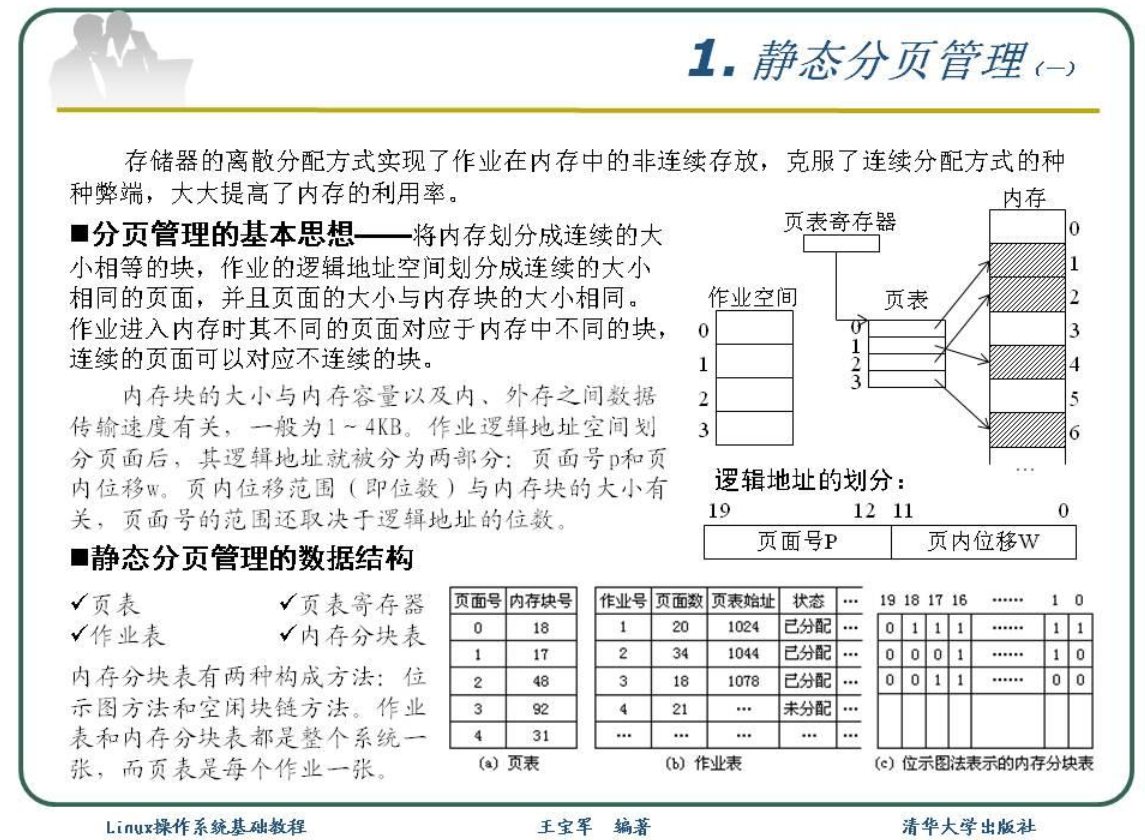 1. 静态分页管理（一）
存储器的离散分配方式实现了作业在内存中的非连续存放，克服了连续分配方式的种
种弊端，大大提高了内存的利用率。
■分页管理的基本思想——将内存划分成连续的大
小相等的块，作业的逻辑地址空间划分成连续的大小
相同的页面，并且页面的大小与内存块的大小相同。
作业进入内存时其不同的页面对应于内存中不同的块，
连续的页面可以对应不连续的块。
内存块的大小与内存容量以及内、外存之间数据
传输速度有关，一般为1～4KB。作业逻辑地址空间划
分页面后，其逻辑地址就被分为两部分：页面号p和页
内位移w。页内位移范围（即位数）与内存块的大小有
关，页面号的范围还取决于逻辑地址的位数。
■静态分页管理的数据结构
✓页表 ✓页表寄存器
✓作业表 ✓内存分块表
内存分块表有两种构成方法：位
示图方法和空闲块链方法。作业
表和内存分块表都是整个系统一
张，而页表是每个作业一张。
内存
页表寄存器
作业空间
页表
0
1
2
3
0
1
2
3
0
1
2
3
4
5
6
…
逻辑地址的划分：
19 12 11 0
页面号P 页内位移W
页面号 内存块号
0 18
1 17
2 48
3 92
4 31
(a) 页表
作业号 页面数 页表始址 状态 …
1 20 1024 已分配 …
2 34 1044 已分配 …
3 18 1078 已分配 …
4 21 … 未分配 …
… … … … …
(b) 作业表
19 18 17 16 …… 1 0
0 1 1 1 …… 1 1
0 0 0 1 …… 1 0
0 0 1 1 …… 0 0
(c) 位示图法表示的内存分块表
Linux操作系统基础教程 王宝军 编著 清华大学出版社